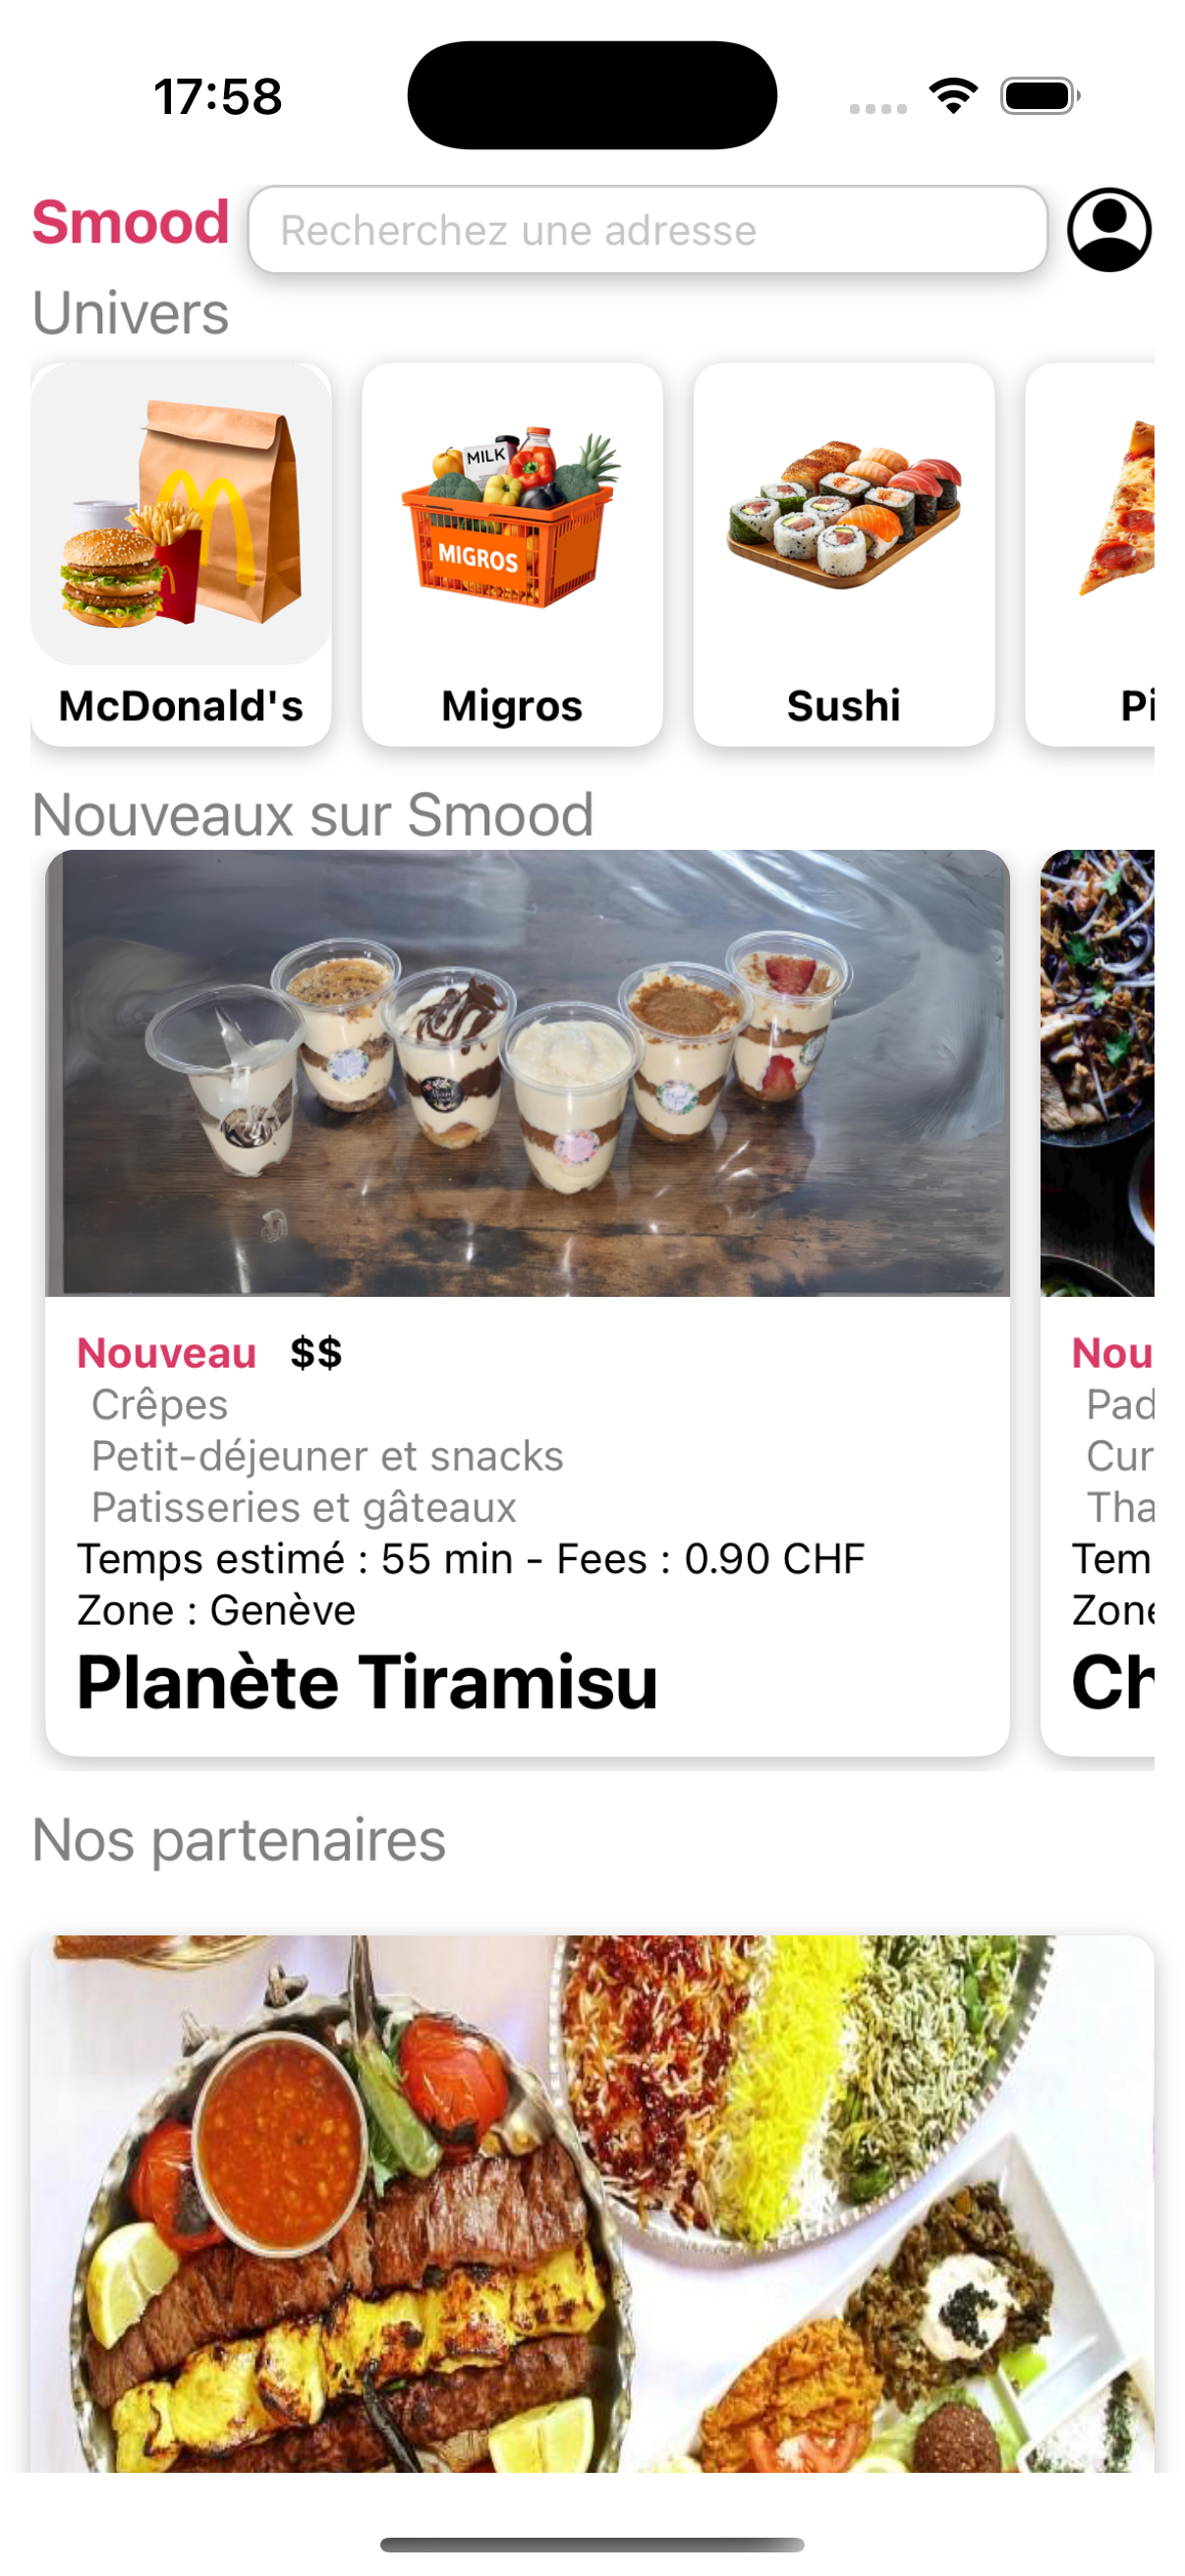 17:58
Smood
Recherchez une adresse
Univers
MILK
MIGROS
McDonald's
Migros
Sushi
Pi
Nouveaux sur Smood
Nouveau $$
Crêpes
Petit-déjeuner et snacks
Patisseries et gâteaux
Temps estimé : 55 min - Fees : 0.90 CHF
Zone : Genève
Planète Tiramisu
Nou
Pad
Cur
Tha
Tem
Zone
Ch
Nos partenaires